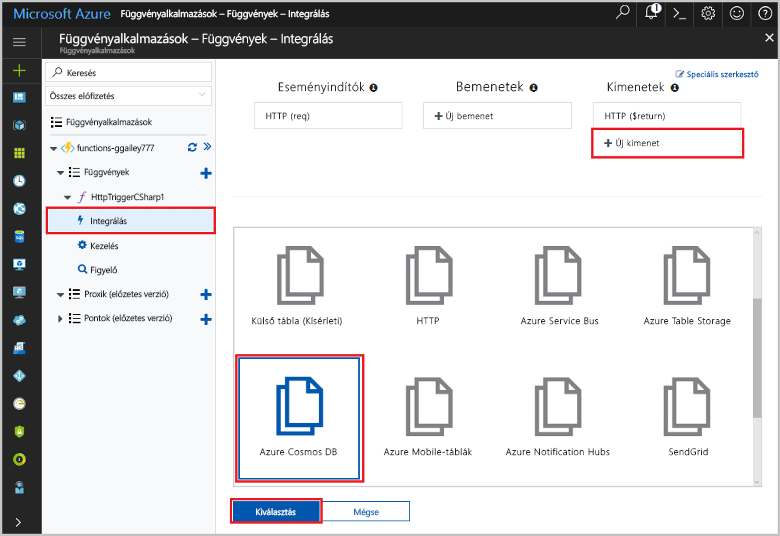 Microsoft Azure Függvényalkalmazások – Függvények – Integrálás
1
Függvényalkalmazások – Függvények – Integrálás
Függvényalkalmazások
Keresés
Összes előfizetés
Függvényalkalmazások
functions-ggailey777
Függvények
HttpTriggerCSharp1
Integrálás
Kezelés
Figyelő
Proxik (előzetes verzió)
Pontok (előzetes verzió)
Speciális szerkesztő
Eseményindítók
HTTP (req)
Bemenetek
Új bemenet
Kimenetek
HTTP ($return)
Új kimenet
Külső tábla (Kísérleti)
HTTP
Azure Service Bus
Azure Table Storage
Azure Cosmos DB
Azure Mobile-táblák
Azure Notification Hubs
SendGrid
Kiválasztás
Mégse